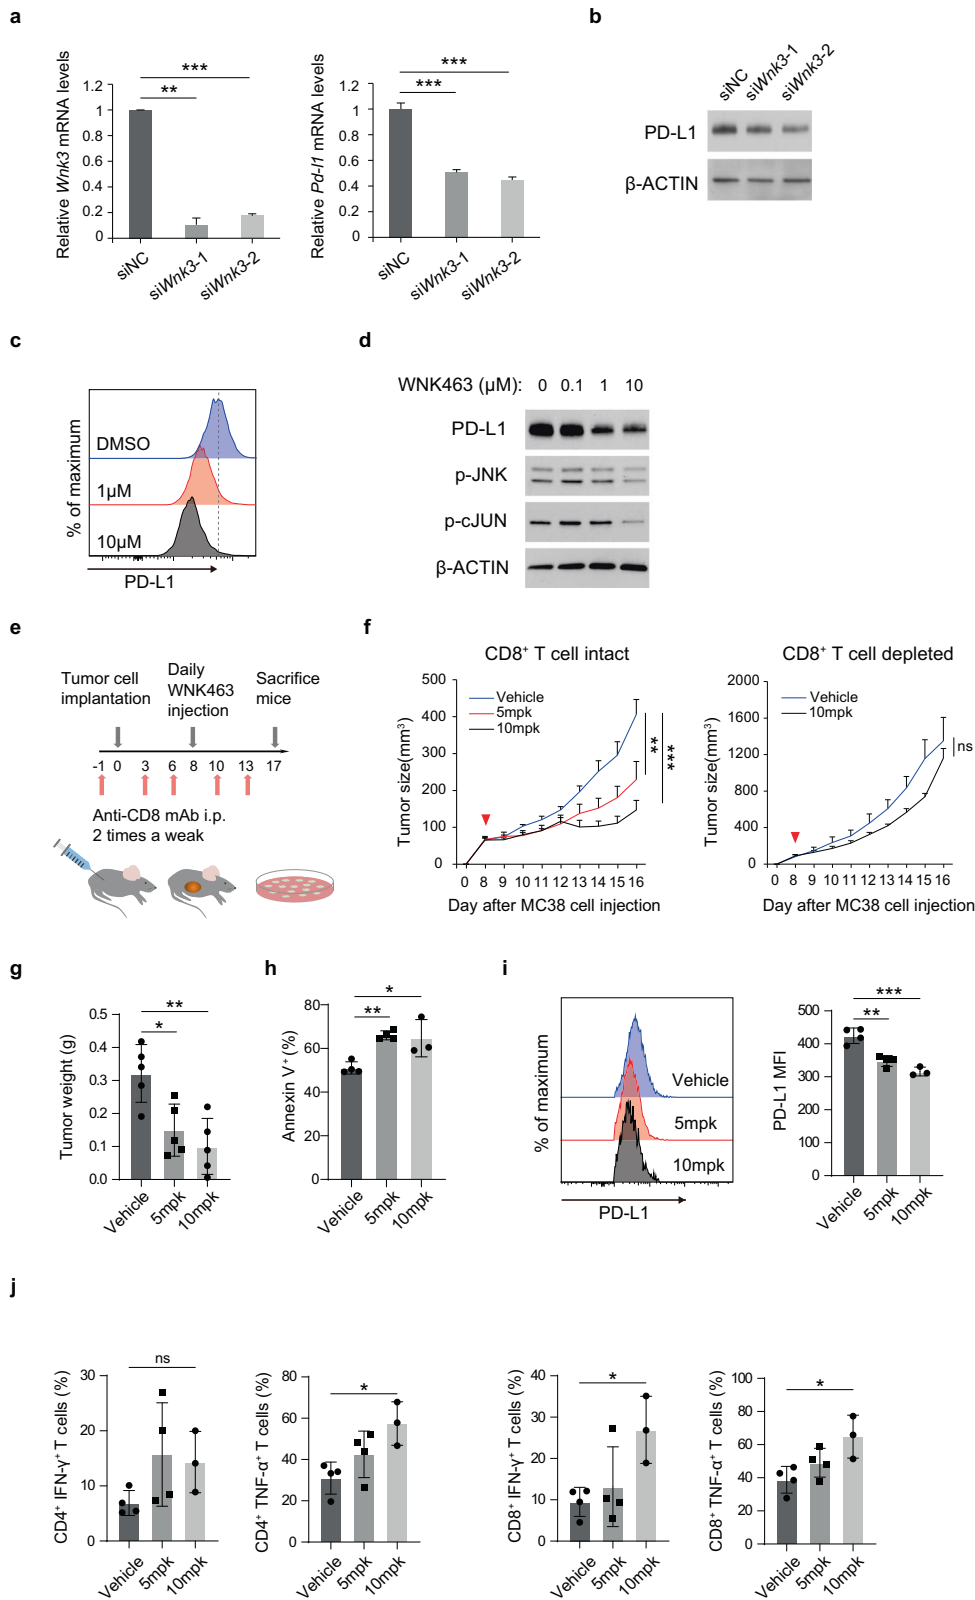 a
Relative Wnk3 mRNA levels
1.2
1
0.8
0.6
0.4
0.2
0
***
**
siNC
siWnk3-1
siWnk3-2
Relative Pd-l1 mRNA levels
1.2
1
0.8
0.6
0.4
0.2
0
***
***
siNC
siWnk3-1
siWnk3-2
b
siNC
siWnk3-1
siWnk3-2
PD-L1
β-ACTIN
c
% of maximum
DMSO
1μM
10μM
PD-L1
d
WNK463 (μM): 0 0.1 1 10
PD-L1
p-JNK
p-cJUN
β-ACTIN
e
Tumor cell
implantation
Daily
WNK463
injection
Sacrifice
mice
-1 0 3 6 8 10 13 17
Anti-CD8 mAb i.p.
2 times a weak
f
CD8⁺ T cell intact
Tumor size(mm³)
500
400
300
200
100
0
Vehicle
5mpk
10mpk
**
***
0 8 9 10 11 12 13 14 15 16
Day after MC38 cell injection
CD8⁺ T cell depleted
Tumor size(mm³)
2000
1600
1200
800
400
0
Vehicle
10mpk
ns
0 8 9 10 11 12 13 14 15 16
Day after MC38 cell injection
g
Tumor weight (g)
0.5
0.4
0.3
0.2
0.1
0.0
**
*
Vehicle
5mpk
10mpk
h
Annexin V⁺(%)
80
60
40
20
0
*
**
Vehicle
5mpk
10mpk
i
% of maximum
Vehicle
5mpk
10mpk
PD-L1
PD-L1 MFI
500
400
300
200
100
0
***
**
Vehicle
5mpk
10mpk
j
CD4⁺ IFN-γ⁺ T cells (%)
30
20
10
0
ns
Vehicle
5mpk
10mpk
CD4⁺ TNF-α⁺ T cells (%)
80
60
40
20
0
*
Vehicle
5mpk
10mpk
CD8⁺ IFN-γ⁺ T cells (%)
40
30
20
10
0
*
Vehicle
5mpk
10mpk
CD8⁺ TNF-α⁺ T cells (%)
100
80
60
40
20
0
*
Vehicle
5mpk
10mpk